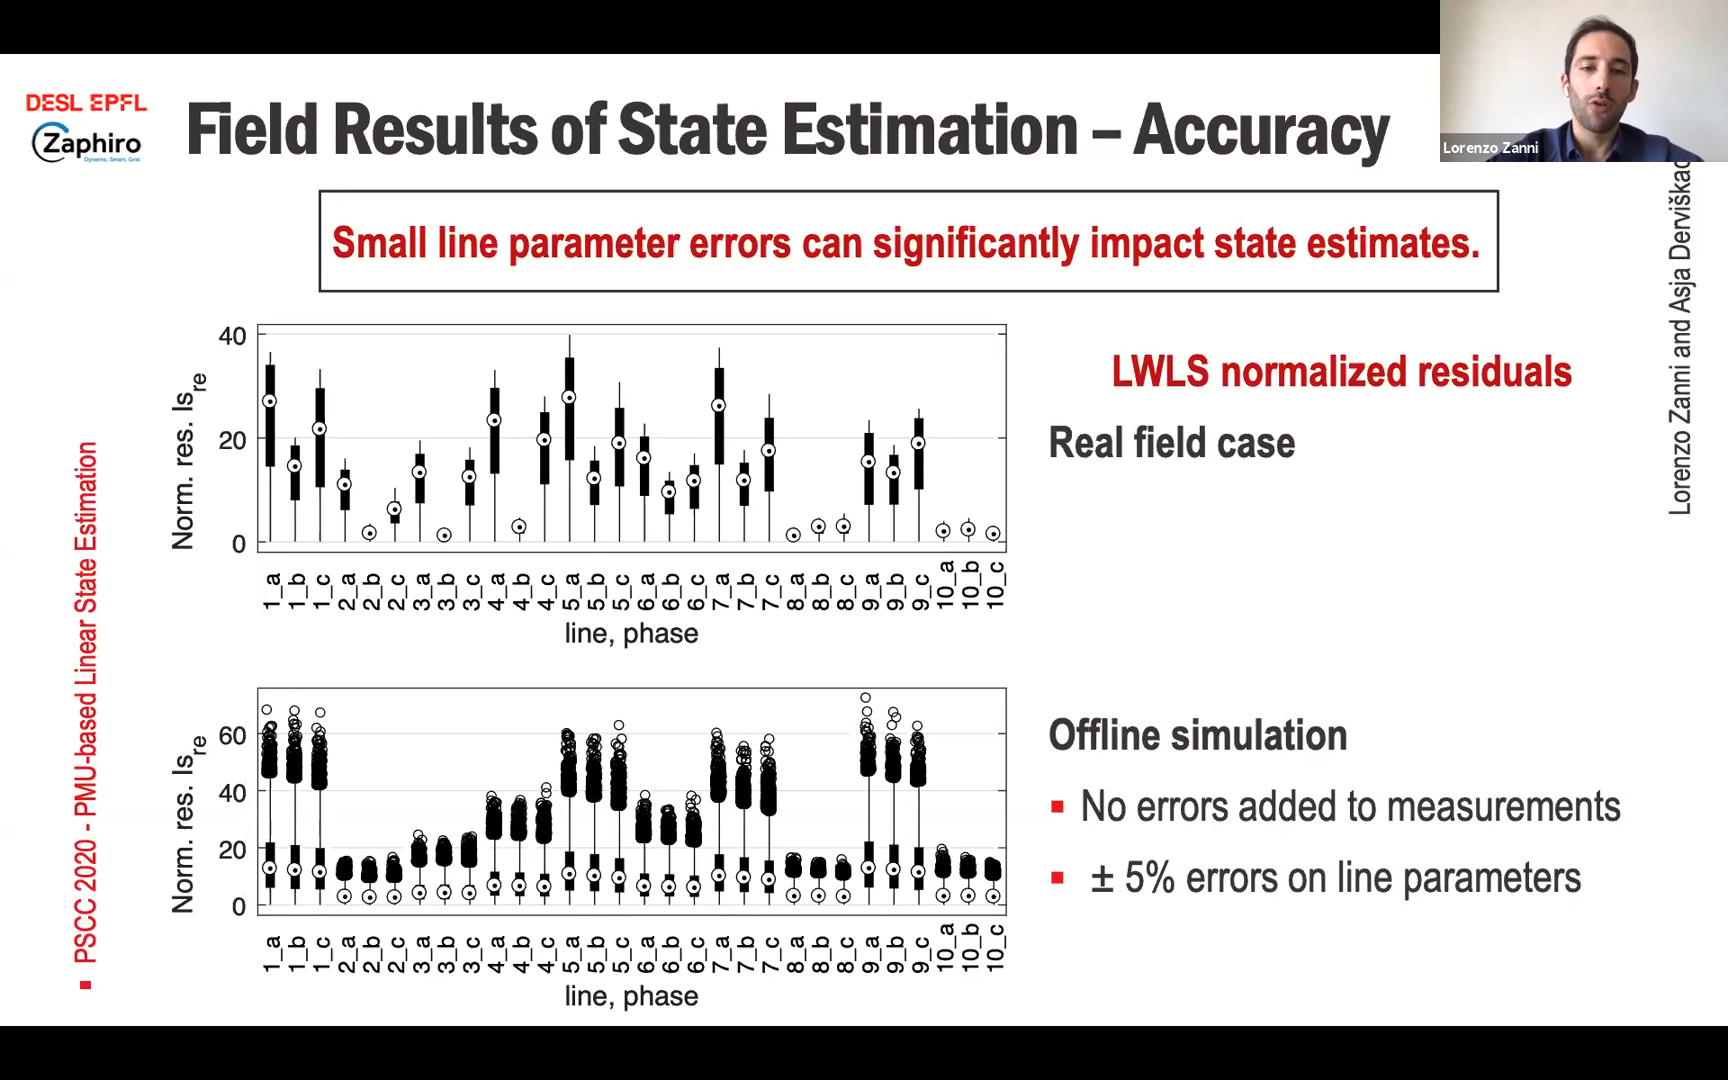 DESL EPFL
Zaphiro
Dynamic. Smart. Grid.
Field Results of State Estimation – Accuracy
Lorenzo Zanni
Small line parameter errors can significantly impact state estimates.
Norm. res. Is_re
40
20
0
1_a 1_b 1_c 2_a 2_b 2_c 3_a 3_b 3_c 4_a 4_b 4_c 5_a 5_b 5_c 6_a 6_b 6_c 7_a 7_b 7_c 8_a 8_b 8_c 9_a 9_b 9_c 10_a 10_b 10_c
line, phase
LWLS normalized residuals
Real field case
Norm. res. Is_re
60
40
20
0
1_a 1_b 1_c 2_a 2_b 2_c 3_a 3_b 3_c 4_a 4_b 4_c 5_a 5_b 5_c 6_a 6_b 6_c 7_a 7_b 7_c 8_a 8_b 8_c 9_a 9_b 9_c 10_a 10_b 10_c
line, phase
Offline simulation
▪ No errors added to measurements
▪ ± 5% errors on line parameters
▪ PSCC 2020 - PMU-based Linear State Estimation
Lorenzo Zanni and Asja